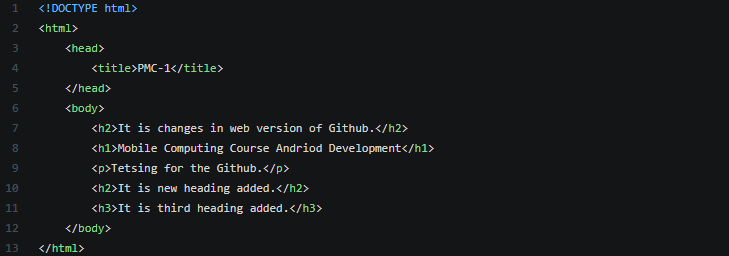 1 <!DOCTYPE html>
2 <html>
3     <head>
4         <title>PMC-1</title>
5     </head>
6     <body>
7         <h2>It is changes in web version of Github.</h2>
8         <h1>Mobile Computing Course Andriod Development</h1>
9         <p>Tetsing for the Github.</p>
10         <h2>It is new heading added.</h2>
11         <h3>It is third heading added.</h3>
12     </body>
13 </html>